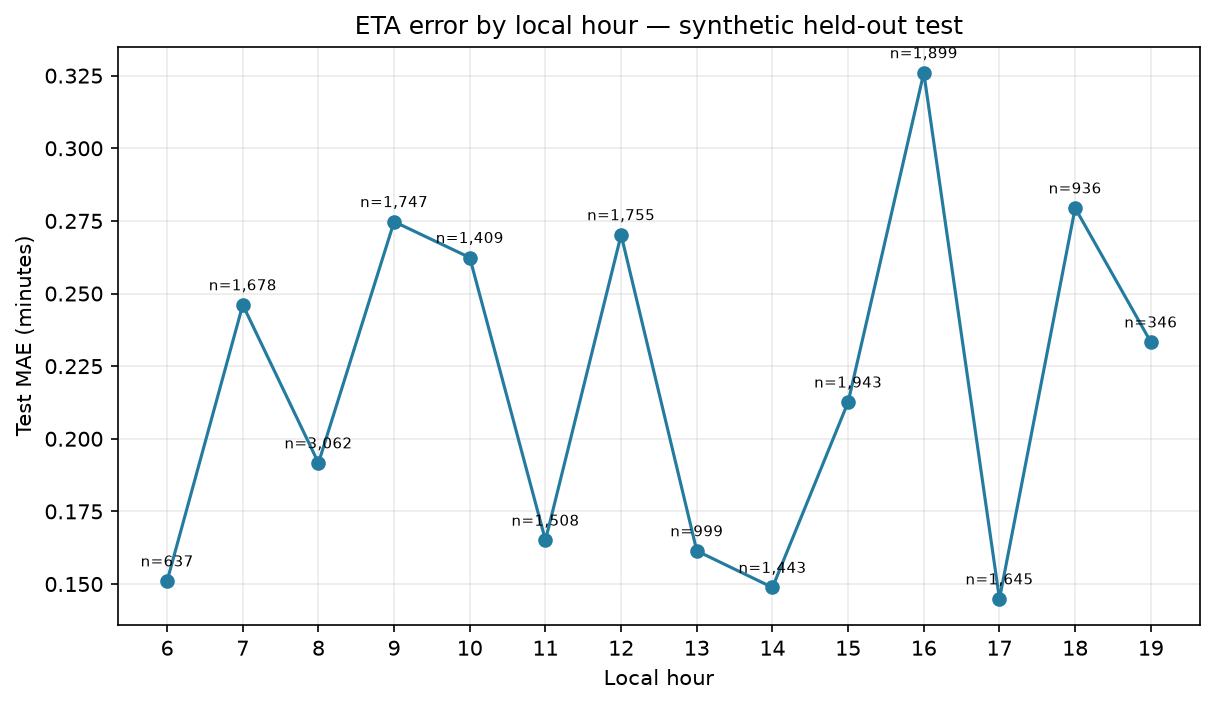 ETA error by local hour — synthetic held-out test
n=1,899
0.325
0.300
n=936
0.275
n=1,747
n=1,755
n=1,409
n=1,678
0.250
n=346
0.225
n=1,943
0.200
n=3,062
0.175
n=1,508
n=999
n=637
n=1,443
n=1,645
0.150
Test MAE (minutes)
6 7 8 9 10 11 12 13 14 15 16 17 18 19
Local hour